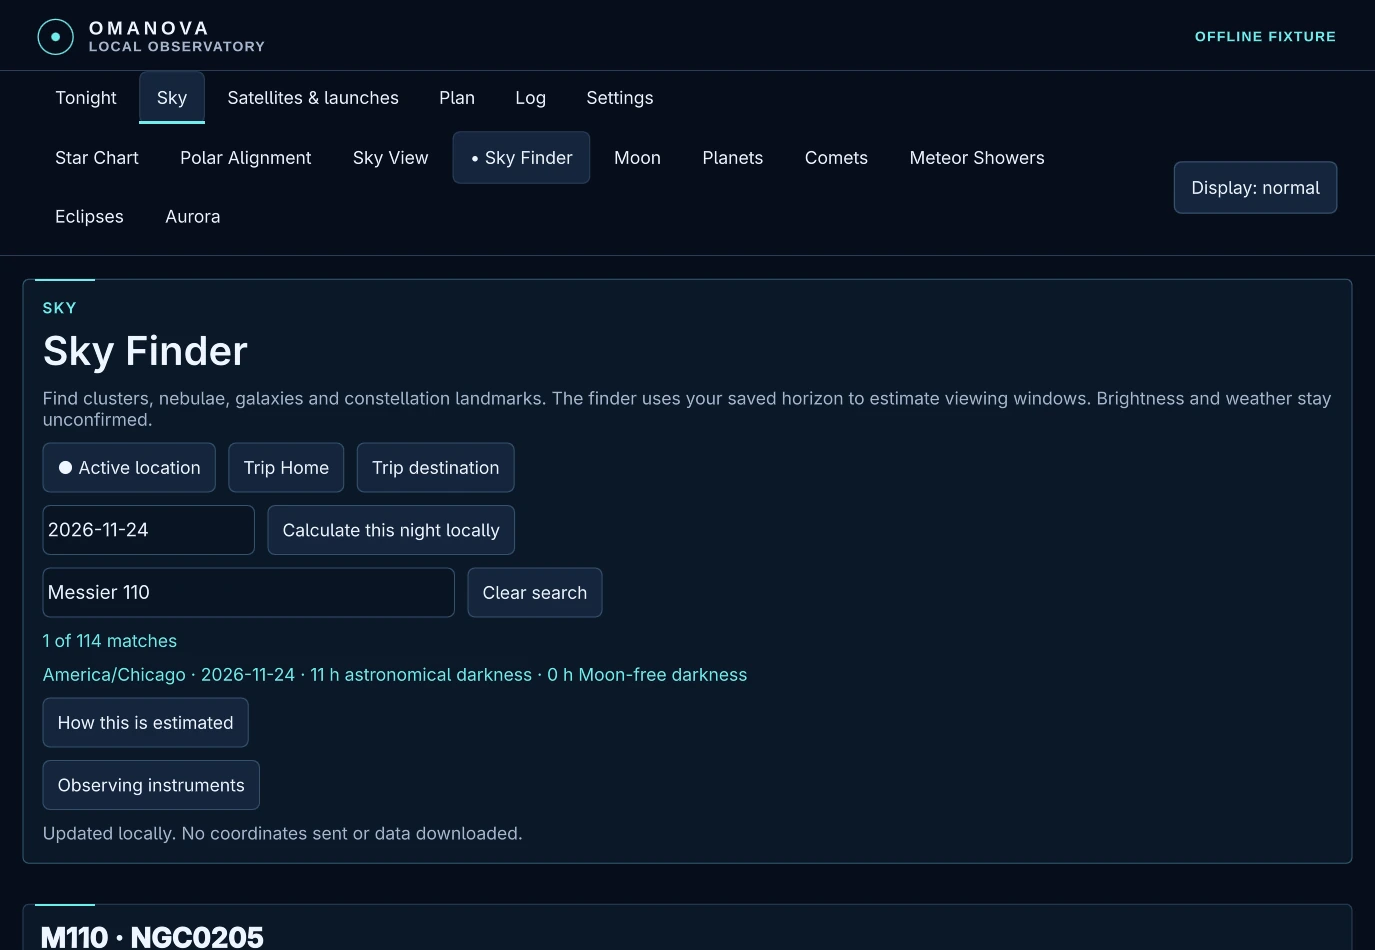 OMANOVA
LOCAL OBSERVATORY
OFFLINE FIXTURE
Tonight
Sky
Satellites & launches
Plan
Log
Settings
Star Chart
Polar Alignment
Sky View
• Sky Finder
Moon
Planets
Comets
Meteor Showers
Eclipses
Aurora
Display: normal
SKY
Sky Finder
Find clusters, nebulae, galaxies and constellation landmarks. The finder uses your saved horizon to estimate viewing windows. Brightness and weather stay
unconfirmed.
● Active location
Trip Home
Trip destination
2026-11-24
Calculate this night locally
Messier 110
Clear search
1 of 114 matches
America/Chicago · 2026-11-24 · 11 h astronomical darkness · 0 h Moon-free darkness
How this is estimated
Observing instruments
Updated locally. No coordinates sent or data downloaded.
M110 · NGC0205